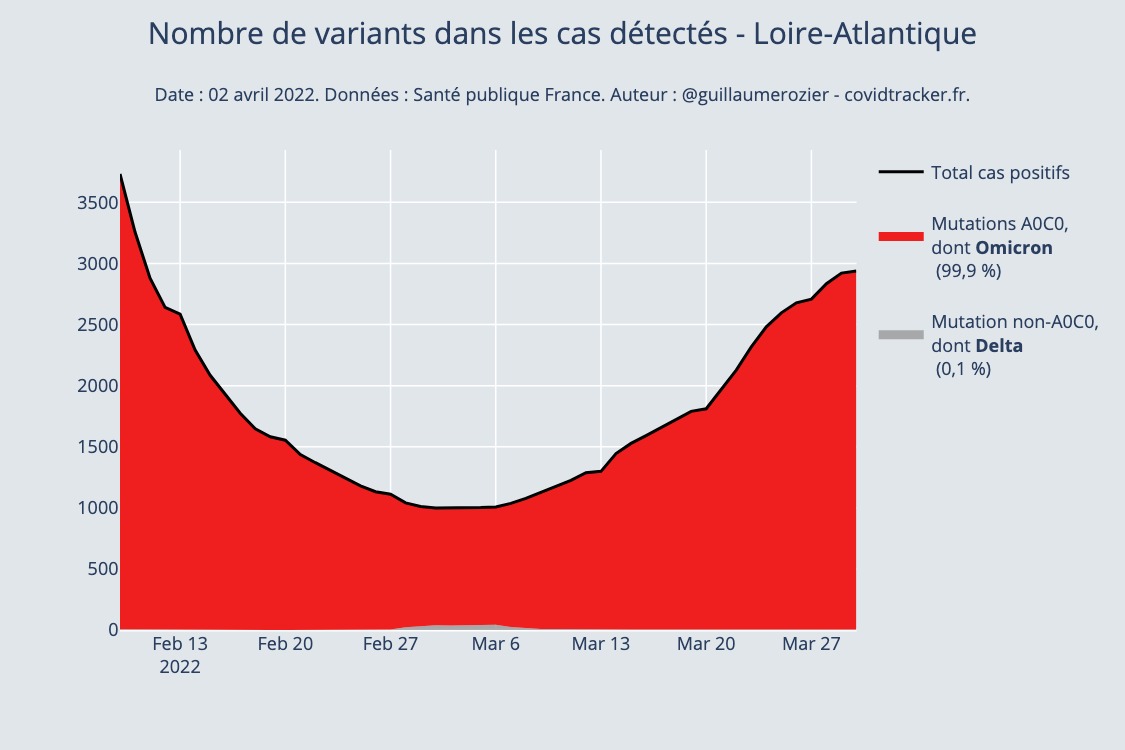 Nombre de variants dans les cas détectés - Loire-Atlantique
Date : 02 avril 2022. Données : Santé publique France. Auteur : @guillaumerozier - covidtracker.fr.
3500
3000
2500
2000
1500
1000
500
0
Feb 13
2022
Feb 20
Feb 27
Mar 6
Mar 13
Mar 20
Mar 27
Total cas positifs
Mutations A0C0,
dont Omicron
(99,9 %)
Mutation non-A0C0,
dont Delta
(0,1 %)